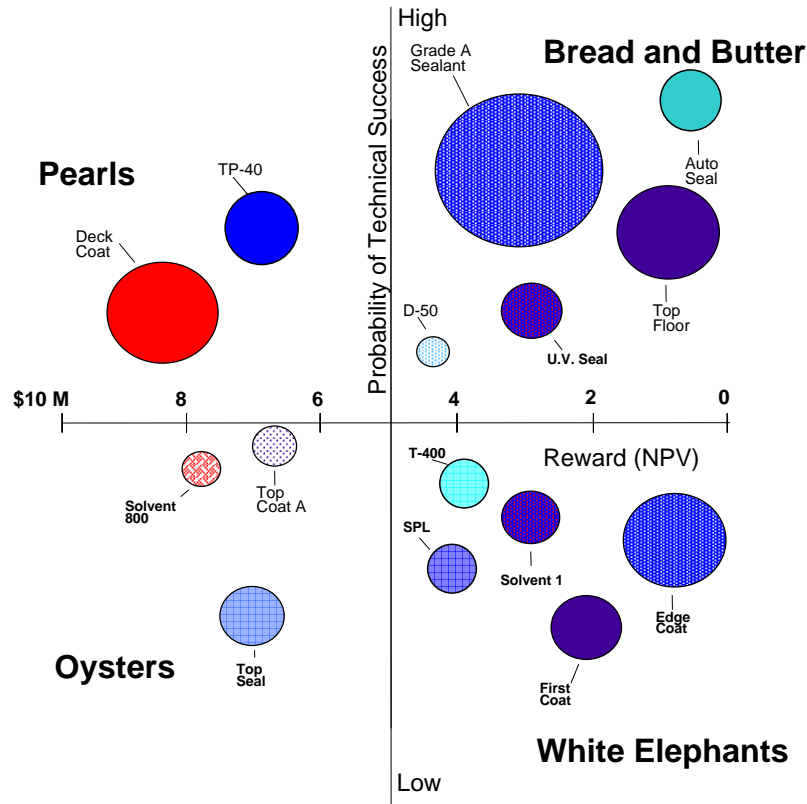 High
Bread and Butter
Grade A
Sealant
Probability of Technical Success
Auto
Seal
Pearls
TP-40
Deck
Coat
D-50
Top
Floor
U.V. Seal
$10 M
8
6
4
2
0
T-400
Reward (NPV)
Solvent
800
Top
Coat A
SPL
Solvent 1
Edge
Coat
Oysters
Top
Seal
First
Coat
White Elephants
Low